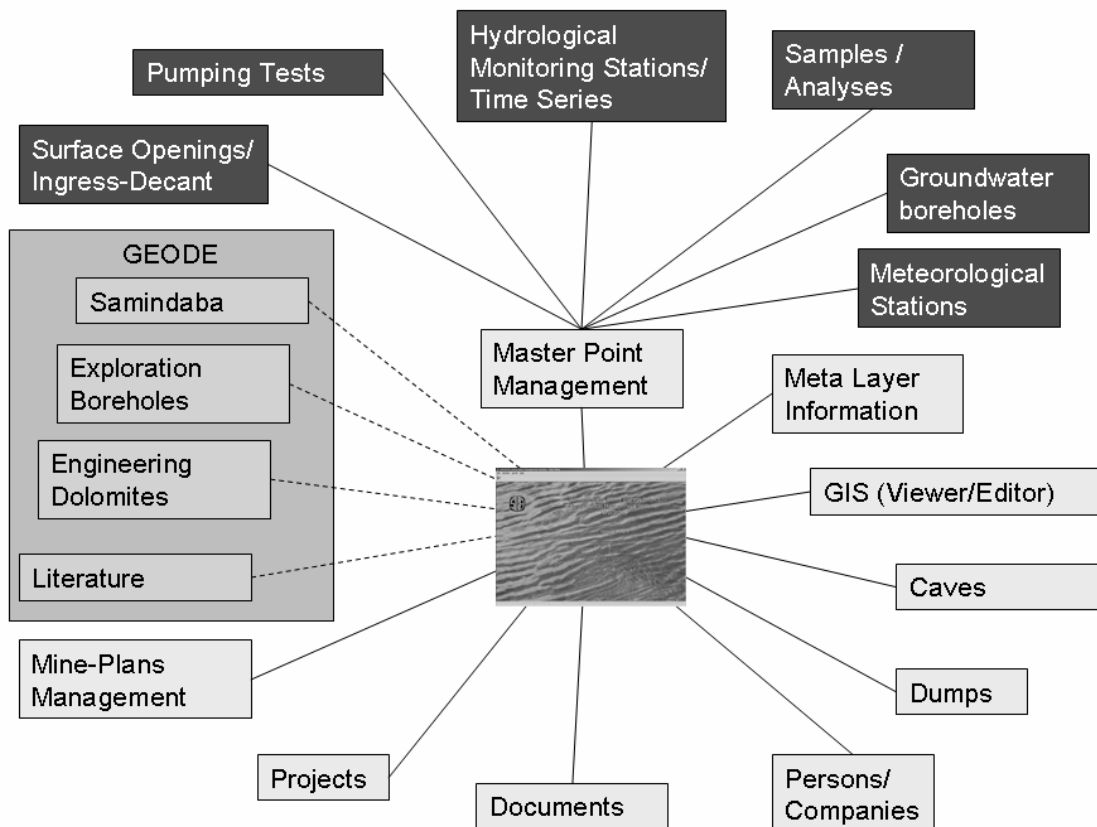 Hydrological
Monitoring Stations/
Time Series
Samples /
Analyses
Pumping Tests
Surface Openings/
Ingress-Decant
Groundwater
boreholes
GEODE
Samindaba
Meteorological
Stations
Exploration
Boreholes
Master Point
Management
Meta Layer
Information
Engineering
Dolomites
GIS (Viewer/Editor)
Literature
Caves
Mine-Plans
Management
Dumps
Projects
Documents
Persons/
Companies